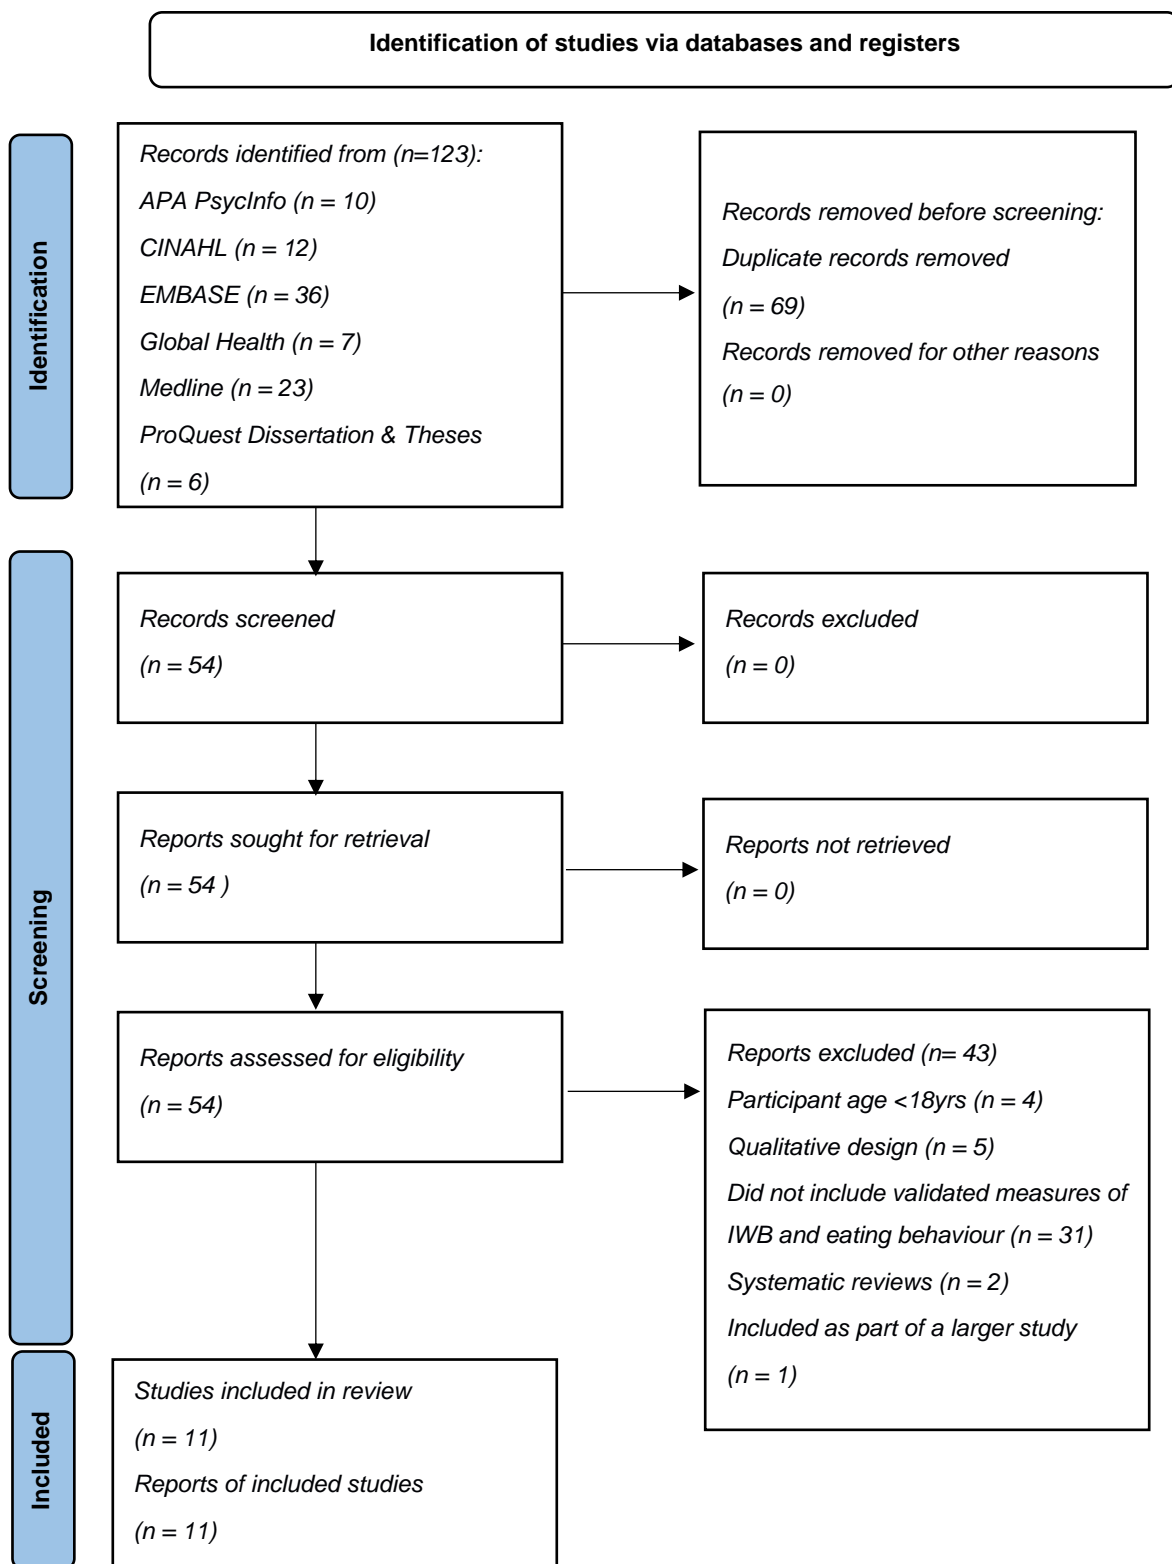 Identification of studies via databases and registers
Identification
Records identified from (n=123):
APA PsycInfo (n = 10)
CINAHL (n = 12)
EMBASE (n = 36)
Global Health (n = 7)
Medline (n = 23)
ProQuest Dissertation & Theses
(n = 6)
Records removed before screening:
Duplicate records removed
(n = 69)
Records removed for other reasons
(n = 0)
Screening
Records screened
(n = 54)
Records excluded
(n = 0)
Reports sought for retrieval
(n = 54 )
Reports not retrieved
(n = 0)
Reports assessed for eligibility
(n = 54)
Reports excluded (n= 43)
Participant age <18yrs (n = 4)
Qualitative design (n = 5)
Did not include validated measures of
IWB and eating behaviour (n = 31)
Systematic reviews (n = 2)
Included as part of a larger study
(n = 1)
Included
Studies included in review
(n = 11)
Reports of included studies
(n = 11)